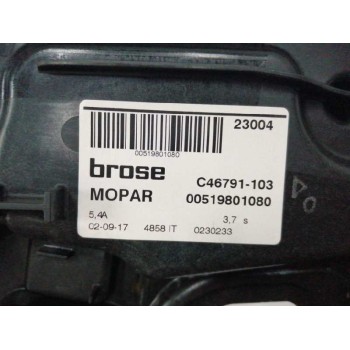 23004
00519801080
brose
C46791-103
MOPAR
00519801080
5,4A
3,7 s
02-09-17
4858 IT
0230233